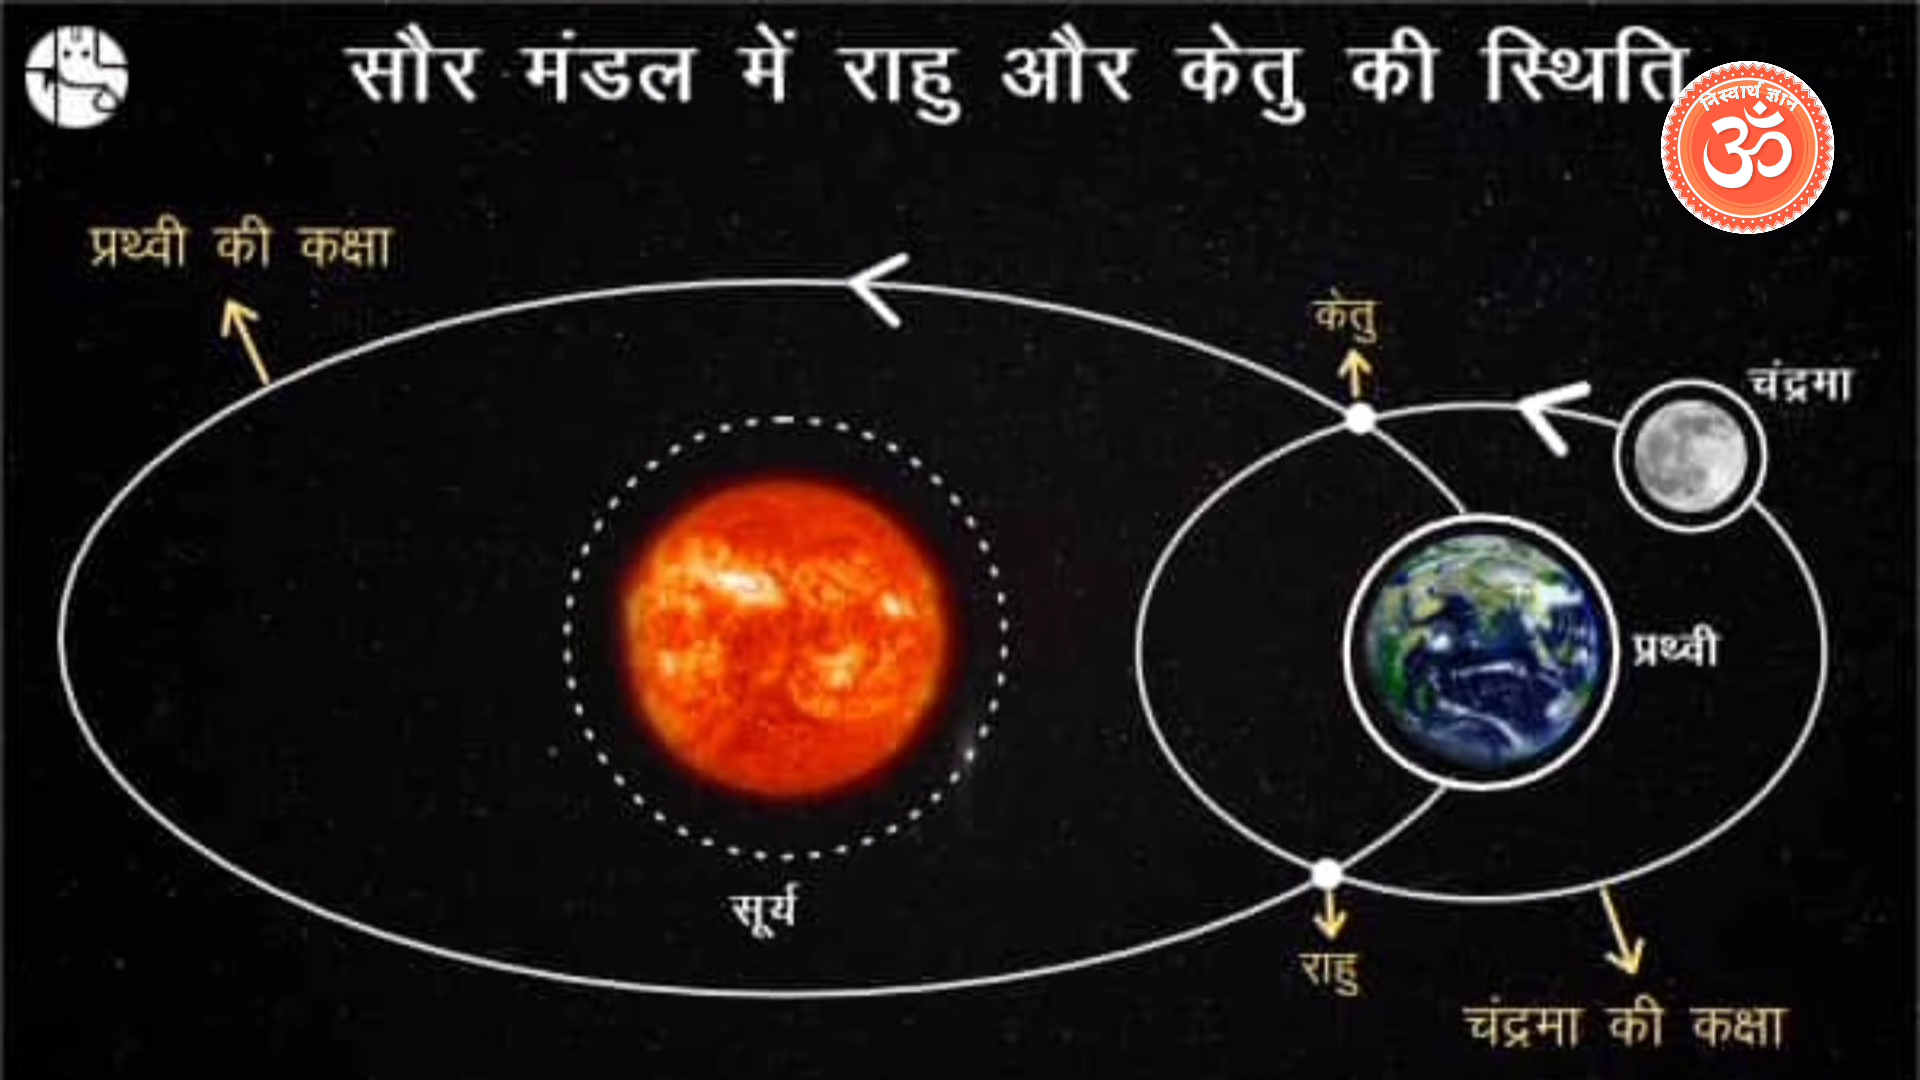 सौर मंडल में राहु और केतु की स्थिति
निस्वार्थ ज्ञान
ॐ
प्रथ्वी की कक्षा
केतु
चंद्रमा
प्रथ्वी
सूर्य
राहु
चंद्रमा की कक्षा